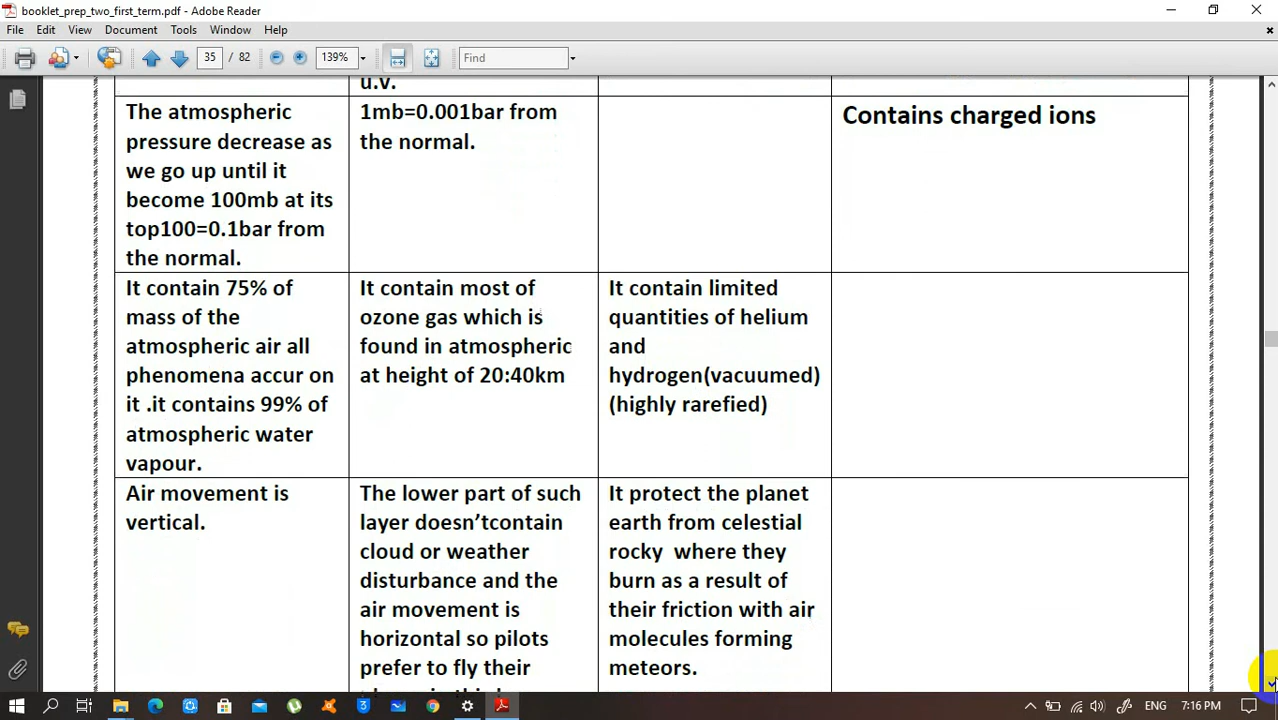 booklet_prep_two_first_term.pdf - Adobe Reader
File Edit View Document Tools Window Help
35 / 82 139% Find
u.v.
The atmospheric
pressure decrease as
we go up until it
become 100mb at its
top100=0.1bar from
the normal.
1mb=0.001bar from
the normal.
Contains charged ions
It contain 75% of
mass of the
atmospheric air all
phenomena accur on
it .it contains 99% of
atmospheric water
vapour.
It contain most of
ozone gas which is
found in atmospheric
at height of 20:40km
It contain limited
quantities of helium
and
hydrogen(vacuumed)
(highly rarefied)
Air movement is
vertical.
The lower part of such
layer doesn'tcontain
cloud or weather
disturbance and the
air movement is
horizontal so pilots
prefer to fly their
It protect the planet
earth from celestial
rocky where they
burn as a result of
their friction with air
molecules forming
meteors.
ENG 7:16 PM